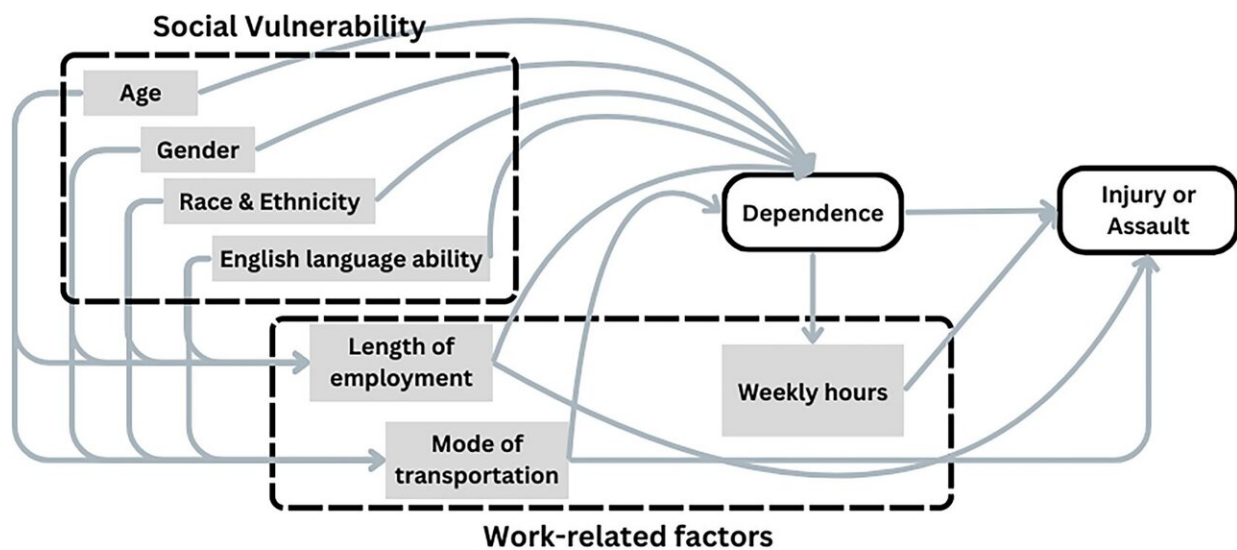 Social Vulnerability
Age
Gender
Race & Ethnicity
English language ability
Dependence
Injury or
Assault
Length of
employment
Weekly hours
Mode of
transportation
Work-related factors